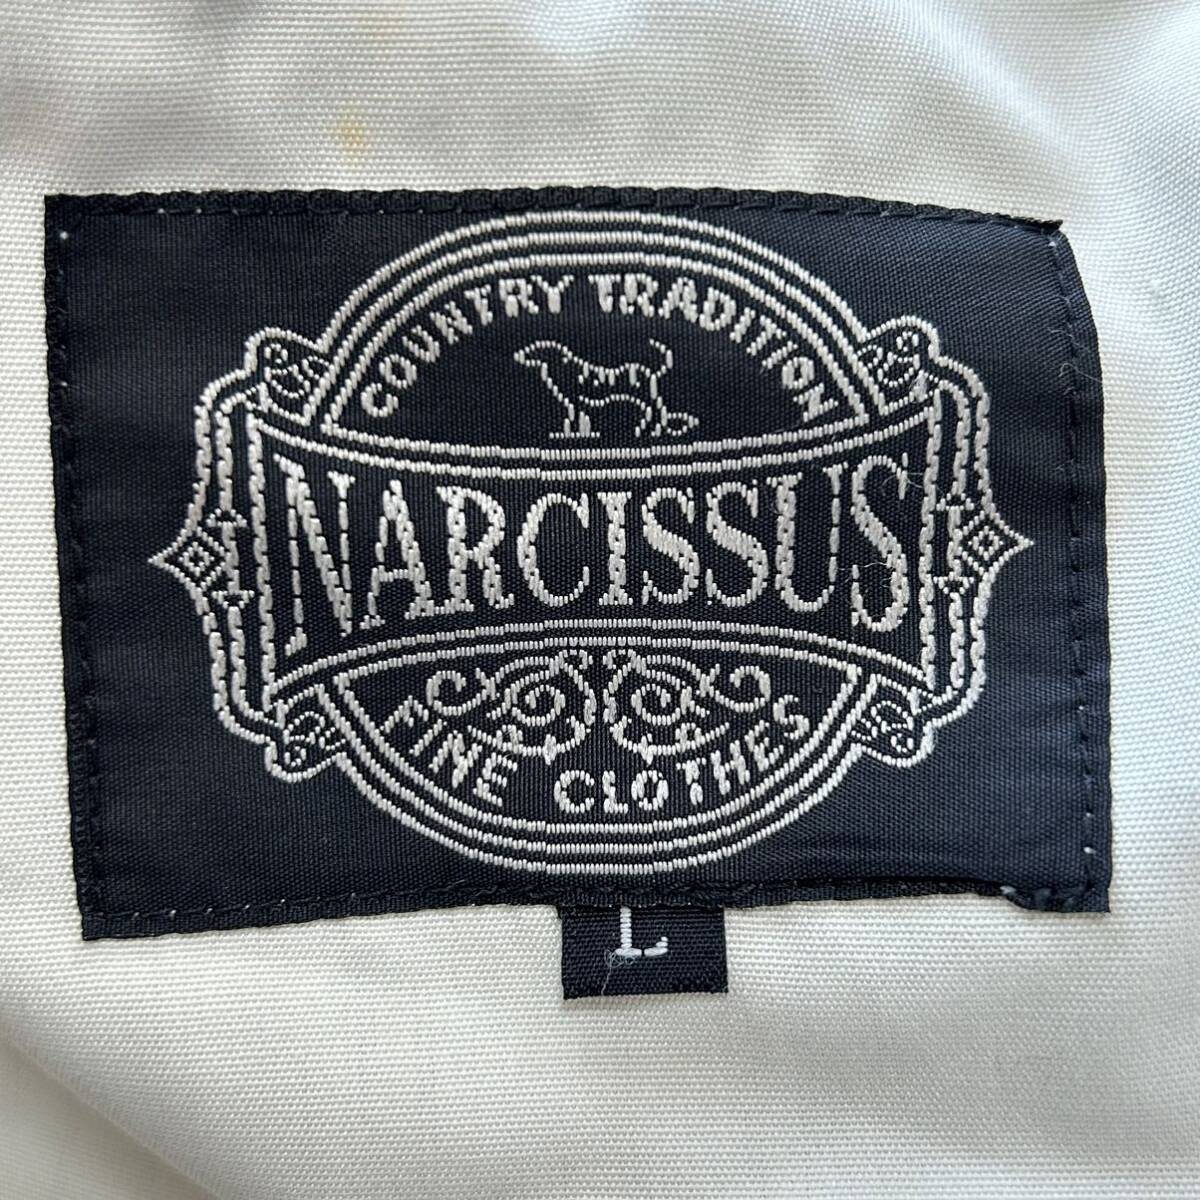 COUNTRY TRADITION
NARCISSUS
FINE CLOTHES
L